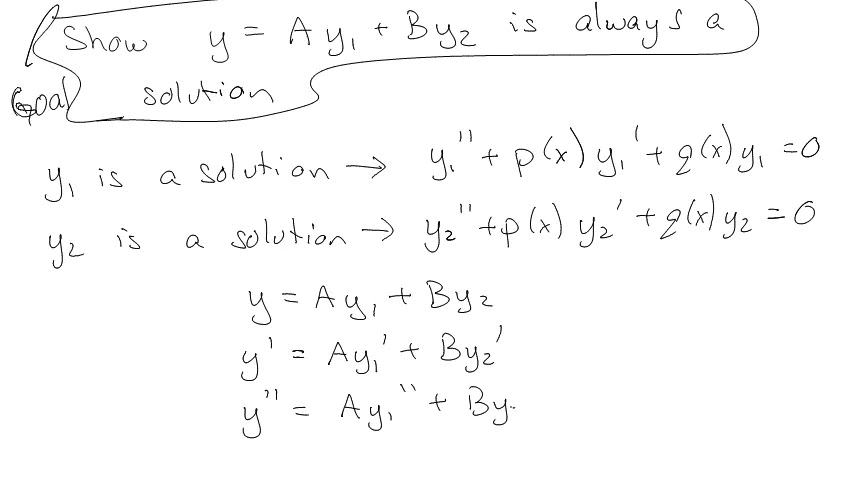 Show y = Ay₁ + By₂ is always a
Goal solution
y₁ is a solution → y₁'' + p(x) y₁' + q(x) y₁ = 0
y₂ is a solution → y₂'' + p(x) y₂' + q(x) y₂ = 0
y = Ay₁ + By₂
y' = Ay₁' + By₂'
y'' = Ay₁'' + By